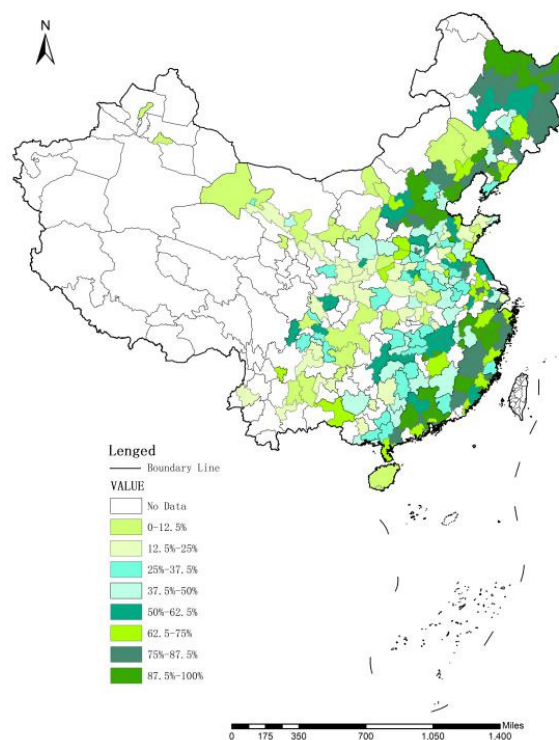 N
Lenged
Boundary Line
VALUE
No Data
0-12.5%
12.5%-25%
25%-37.5%
37.5%-50%
50%-62.5%
62.5-75%
75%-87.5%
87.5%-100%
Miles
0 175 350 700 1,050 1,400